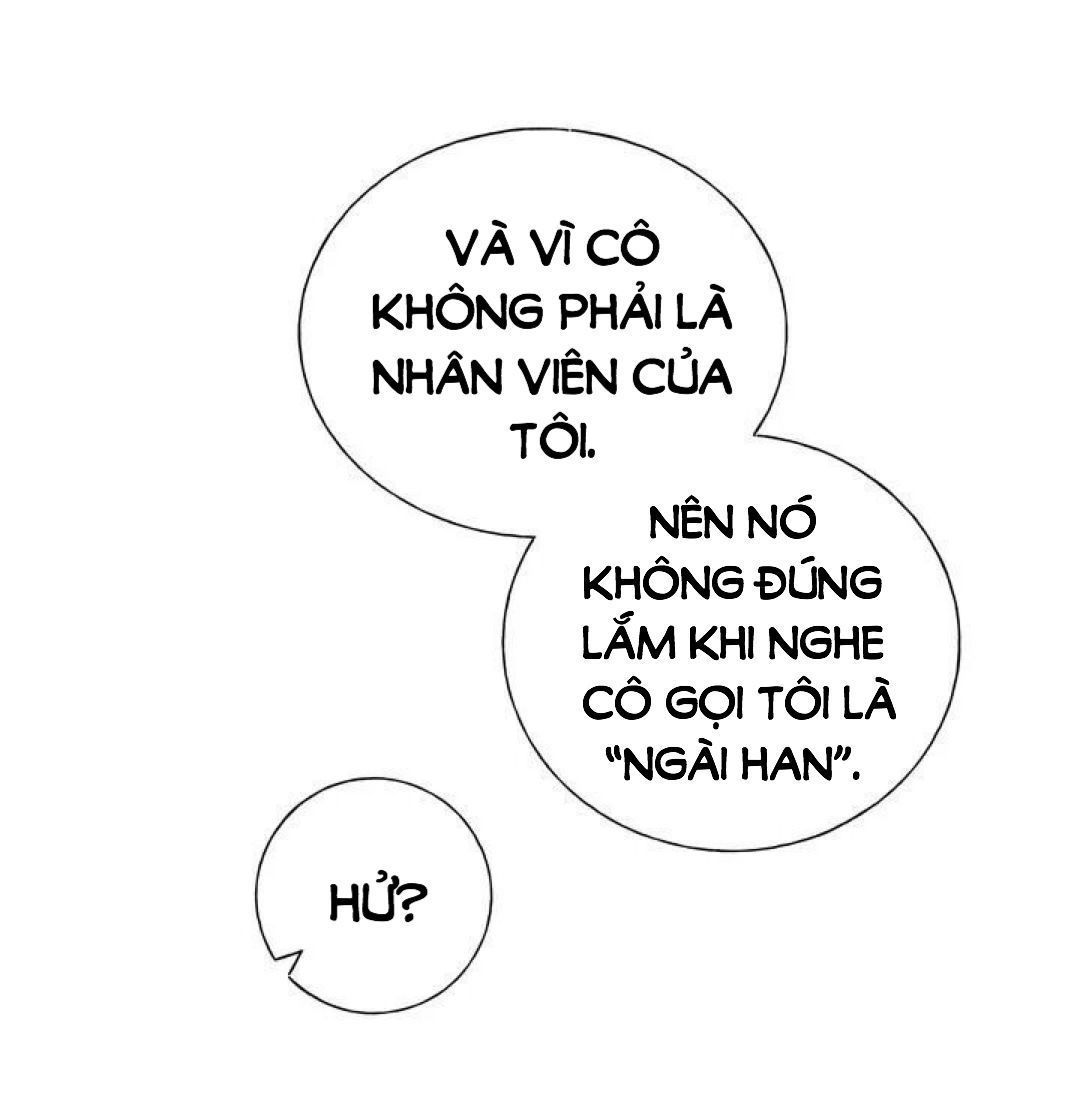 VÀ VÌ CÔ
KHÔNG PHẢI LÀ
NHÂN VIÊN CỦA
TÔI.
NÊN NÓ
KHÔNG ĐÚNG
LẮM KHI NGHE
CÔ GỌI TÔI LÀ
“NGÀI HAN”.
HỬ?